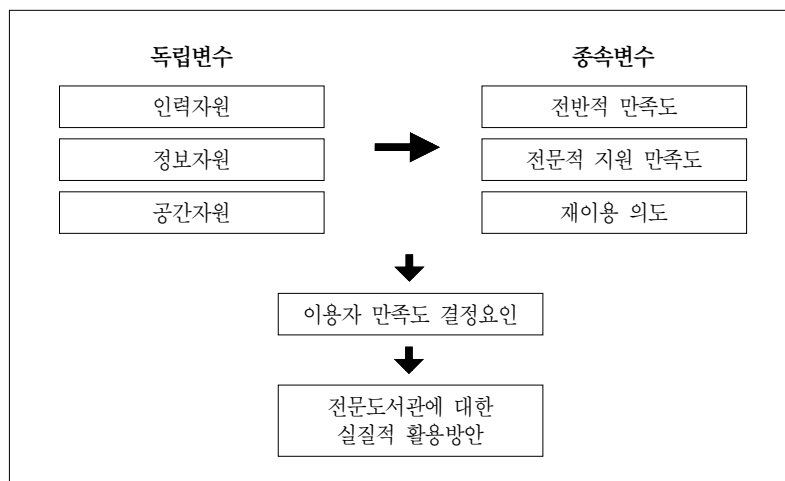 독립변수
종속변수
인력자원
전반적 만족도
정보자원
전문적 지원 만족도
공간자원
재이용 의도
이용자 만족도 결정요인
전문도서관에 대한
실질적 활용방안